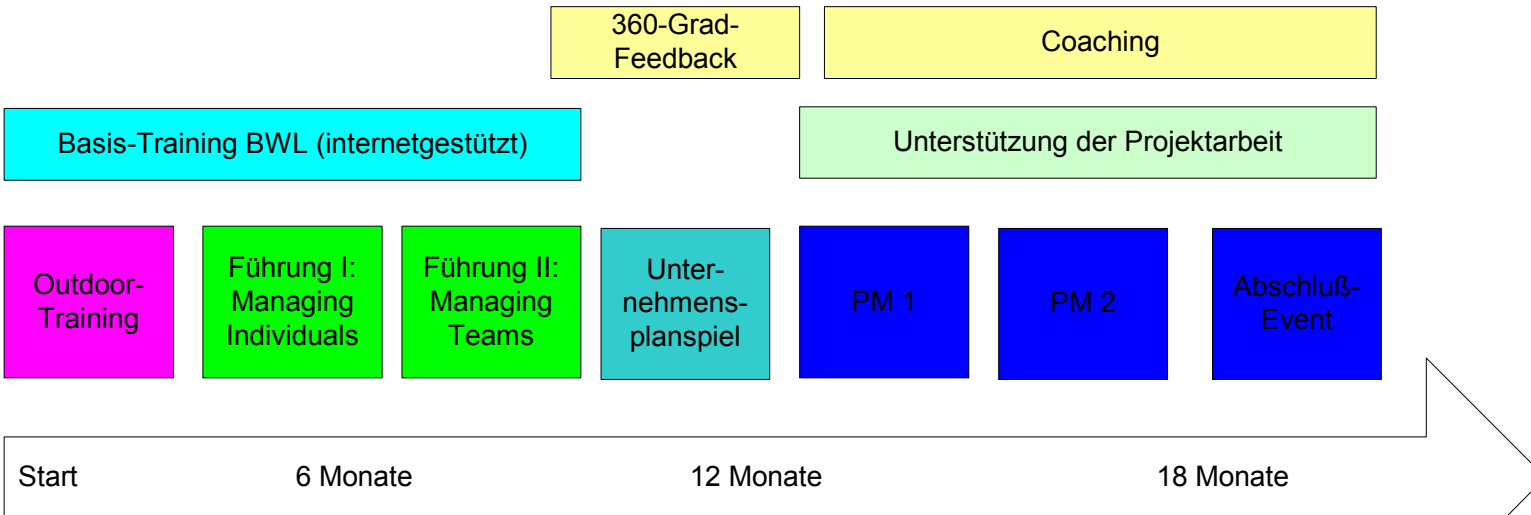 360-Grad-
Feedback
Coaching
Basis-Training BWL (internetgestützt)
Unterstützung der Projektarbeit
Outdoor-
Training
Führung I:
Managing
Individuals
Führung II:
Managing
Teams
Unter-
nehmens-
planspiel
PM 1
PM 2
Abschluß-
Event
Start
6 Monate
12 Monate
18 Monate